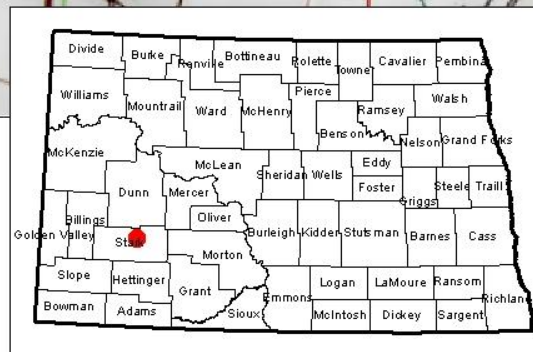 Divide
Burke
Renville
Bottineau
Rolette
Towne
Cavalier
Pembina
Williams
Mountrail
Ward
McHenry
Pierce
Ramsey
Walsh
Benson
Nelson
Grand Forks
McKenzie
McLean
Sheridan
Wells
Eddy
Foster
Griggs
Steele
Traill
Dunn
Mercer
Oliver
Billings
Golden Valley
Stark
Morton
Burleigh
Kidder
Stutsman
Barnes
Cass
Slope
Hettinger
Grant
Emmons
Logan
LaMoure
Ransom
Richlan
Bowman
Adams
Sioux
McIntosh
Dickey
Sargent